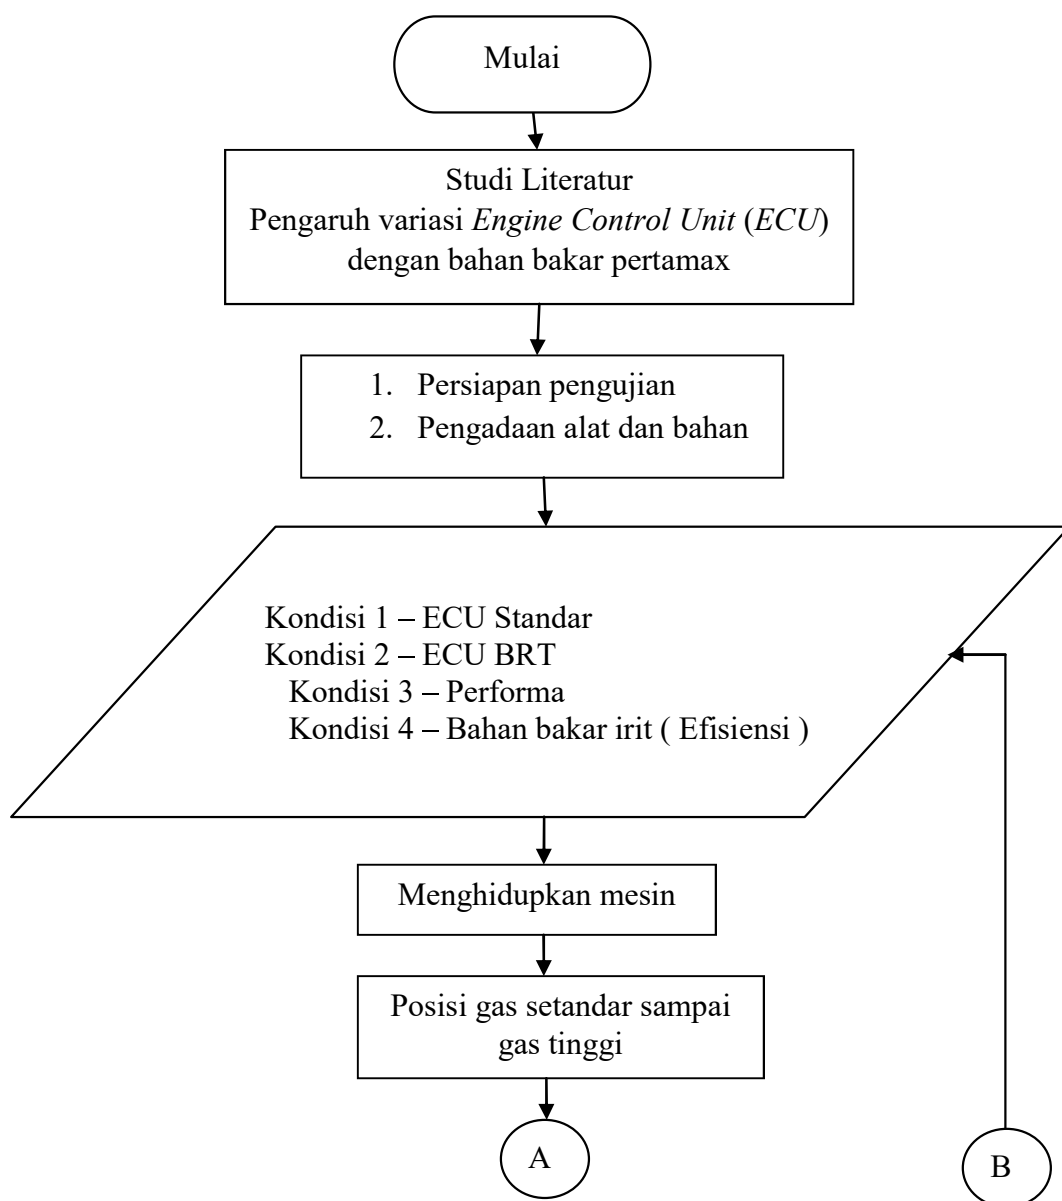 Mulai
Studi Literatur
Pengaruh variasi Engine Control Unit (ECU)
dengan bahan bakar pertamax
1. Persiapan pengujian
2. Pengadaan alat dan bahan
Kondisi 1 – ECU Standar
Kondisi 2 – ECU BRT
Kondisi 3 – Performa
Kondisi 4 – Bahan bakar irit ( Efisiensi )
Menghidupkan mesin
Posisi gas setandar sampai
gas tinggi
A
B